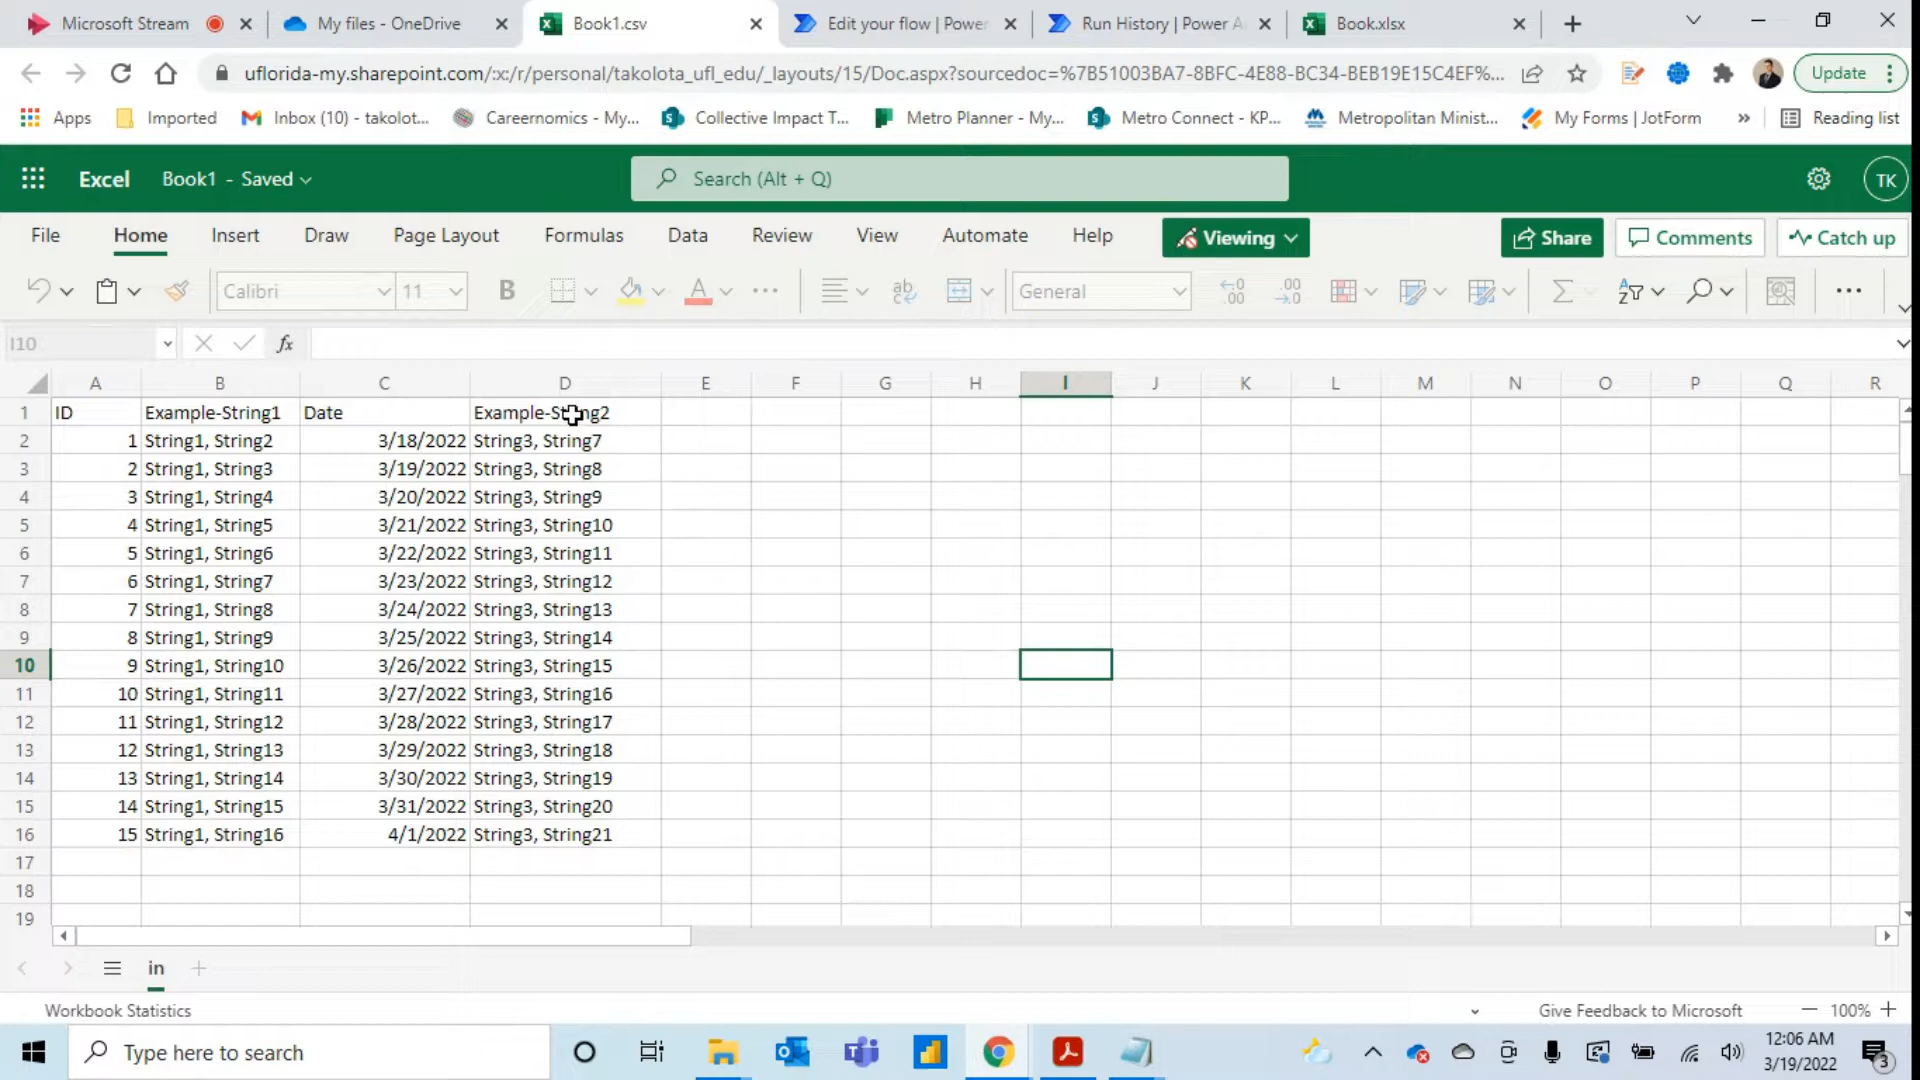 Microsoft Stream My files - OneDrive Book1.csv Edit your flow | Power Run History | Power A Book.xlsx
uflorida-my.sharepoint.com/:x:/r/personal/takolota_ufl_edu/_layouts/15/Doc.aspx?sourcedoc=%7B51003BA7-8BFC-4E88-BC34-BEB19E15C4EF%... Update
Apps Imported Inbox (10) - takolot... Careernomics - My... Collective Impact T... Metro Planner - My... Metro Connect - KP... Metropolitan Minist... My Forms | JotForm » Reading list
Excel Book1 - Saved Search (Alt + Q) TK
File Home Insert Draw Page Layout Formulas Data Review View Automate Help Viewing Share Comments Catch up
Calibri 11 B A ab General .00 .00 Σ AZ ...
I10 fx
A B C D E F G H I J K L M N O P Q R
1 ID Example-String1 Date Example-String2
2 1 String1, String2 3/18/2022 String3, String7
3 2 String1, String3 3/19/2022 String3, String8
4 3 String1, String4 3/20/2022 String3, String9
5 4 String1, String5 3/21/2022 String3, String10
6 5 String1, String6 3/22/2022 String3, String11
7 6 String1, String7 3/23/2022 String3, String12
8 7 String1, String8 3/24/2022 String3, String13
9 8 String1, String9 3/25/2022 String3, String14
10 9 String1, String10 3/26/2022 String3, String15
11 10 String1, String11 3/27/2022 String3, String16
12 11 String1, String12 3/28/2022 String3, String17
13 12 String1, String13 3/29/2022 String3, String18
14 13 String1, String14 3/30/2022 String3, String19
15 14 String1, String15 3/31/2022 String3, String20
16 15 String1, String16 4/1/2022 String3, String21
17
18
19
in
Workbook Statistics Give Feedback to Microsoft 100%
Type here to search 12:06 AM
3/19/2022 3